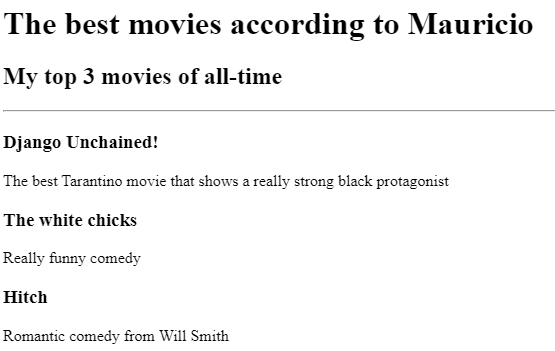 The best movies according to Mauricio
My top 3 movies of all-time
Django Unchained!
The best Tarantino movie that shows a really strong black protagonist
The white chicks
Really funny comedy
Hitch
Romantic comedy from Will Smith